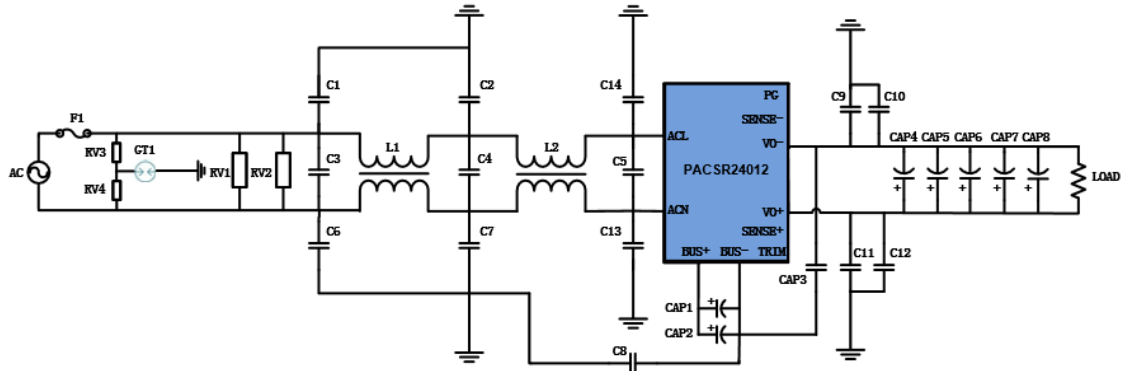 C1
C2
C14
PG
C9
C10
F1
SENSE-
RV3
GT1
ACL
VO-
CAP4
CAP5
CAP6
CAP7
CAP8
L1
L2
AC
RV1
RV2
C3
C4
C5
PACSR24012
LOAD
RV4
ACN
VO+
C6
C7
C13
SENSE+
BUS+
BUS-
TRIM
C11
C12
CAP3
CAP1
CAP2
C8